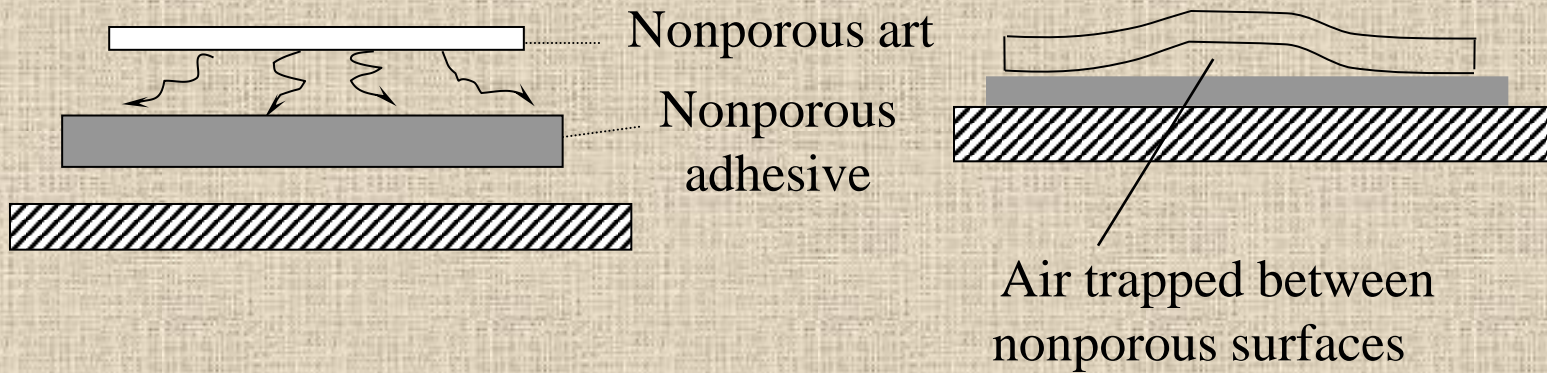 Nonporous art
Nonporous
adhesive
Air trapped between
nonporous surfaces